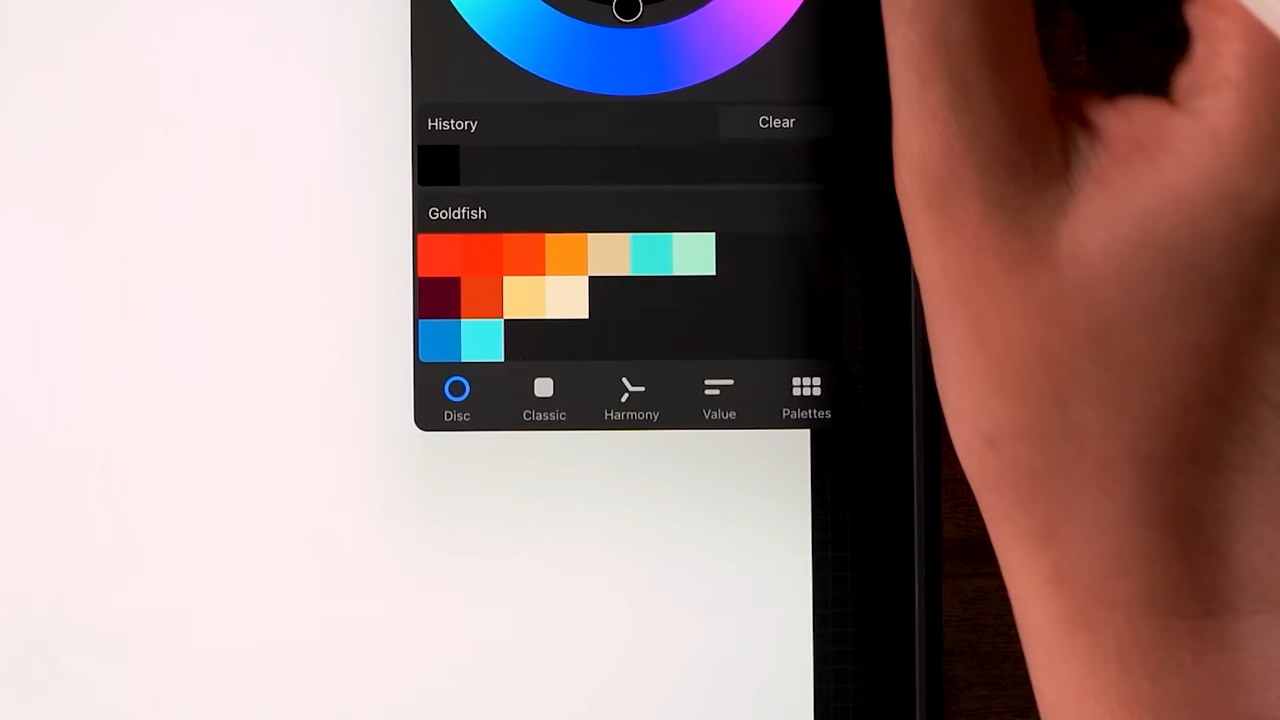 History
Clear
Goldfish
Disc
Classic
Harmony
Value
Palettes